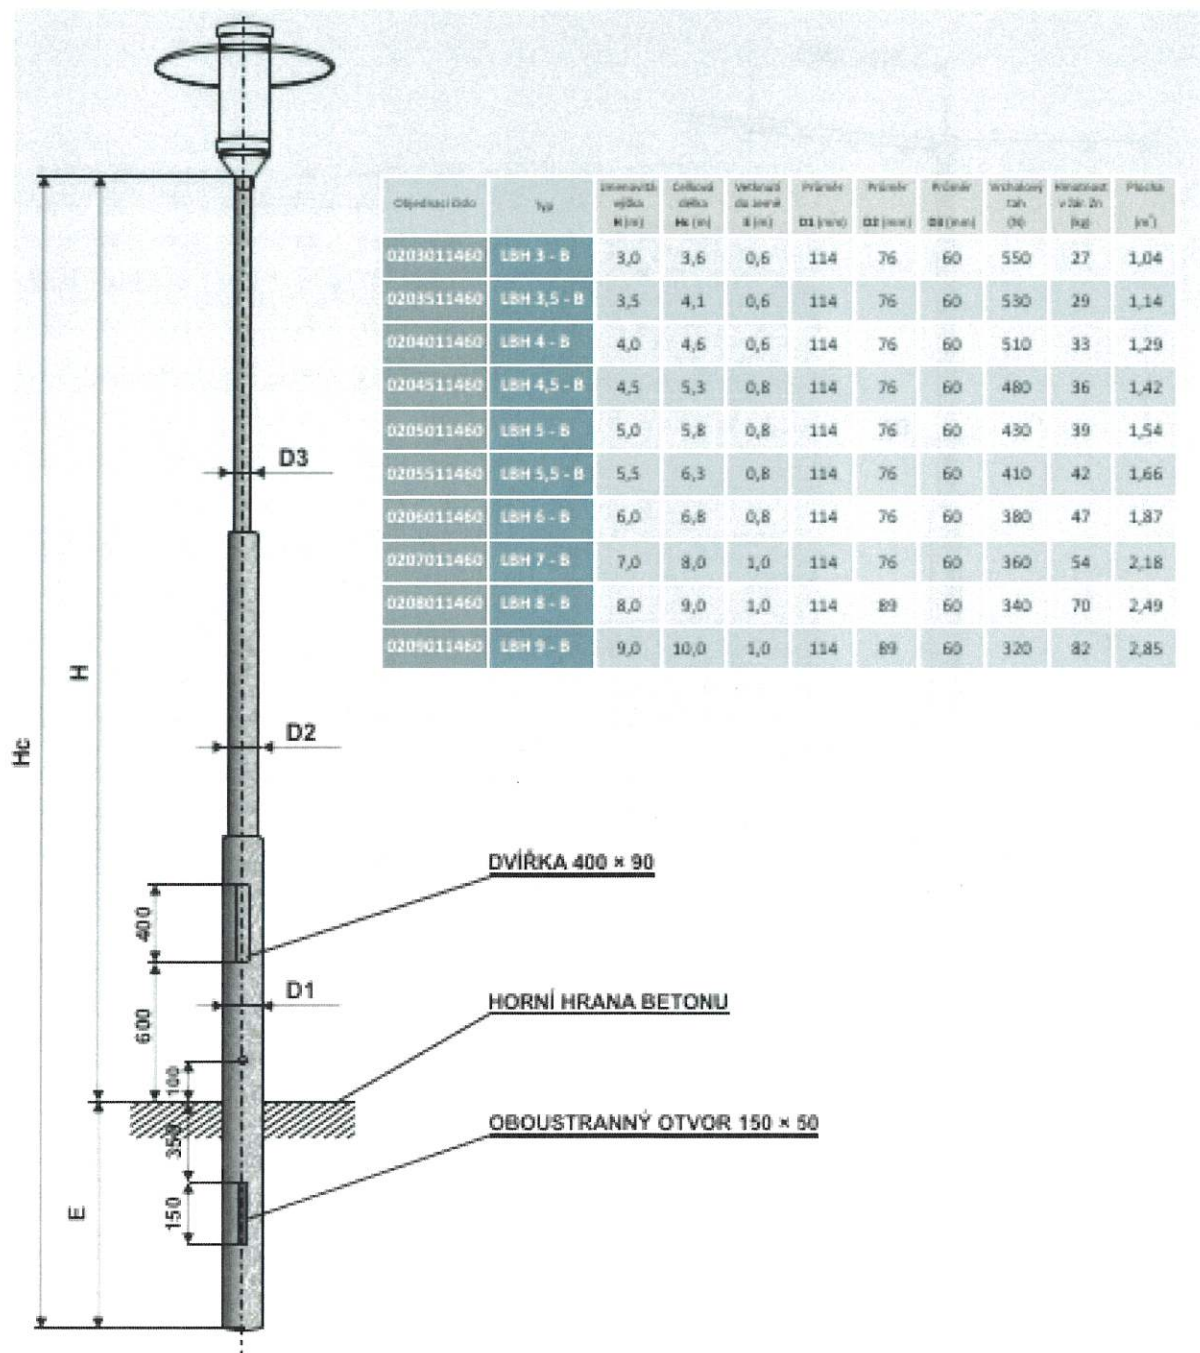 Objednací číslo Typ Jmenovitá výška H (m) Celková délka Hc (m) Vetknutí do země E (m) Průměr D1 (mm) Průměr D2 (mm) Průměr D3 (mm) Vrcholový tah (N) Hmotnost v žár. Zn (kg) Plocha (m²)
0203011460 LBH 3 - B 3,0 3,6 0,6 114 76 60 550 27 1,04
0203511460 LBH 3,5 - B 3,5 4,1 0,6 114 76 60 530 29 1,14
0204011460 LBH 4 - B 4,0 4,6 0,6 114 76 60 510 33 1,29
0204511460 LBH 4,5 - B 4,5 5,3 0,8 114 76 60 480 36 1,42
0205011460 LBH 5 - B 5,0 5,8 0,8 114 76 60 430 39 1,54
0205511460 LBH 5,5 - B 5,5 6,3 0,8 114 76 60 410 42 1,66
0206011460 LBH 6 - B 6,0 6,8 0,8 114 76 60 380 47 1,87
0207011460 LBH 7 - B 7,0 8,0 1,0 114 76 60 360 54 2,18
0208011460 LBH 8 - B 8,0 9,0 1,0 114 89 60 340 70 2,49
0209011460 LBH 9 - B 9,0 10,0 1,0 114 89 60 320 82 2,85
D3
H
D2
Hc
DVÍŘKA 400 × 90
400
D1
HORNÍ HRANA BETONU
600
100
OBOUSTRANNÝ OTVOR 150 × 50
350
150
E